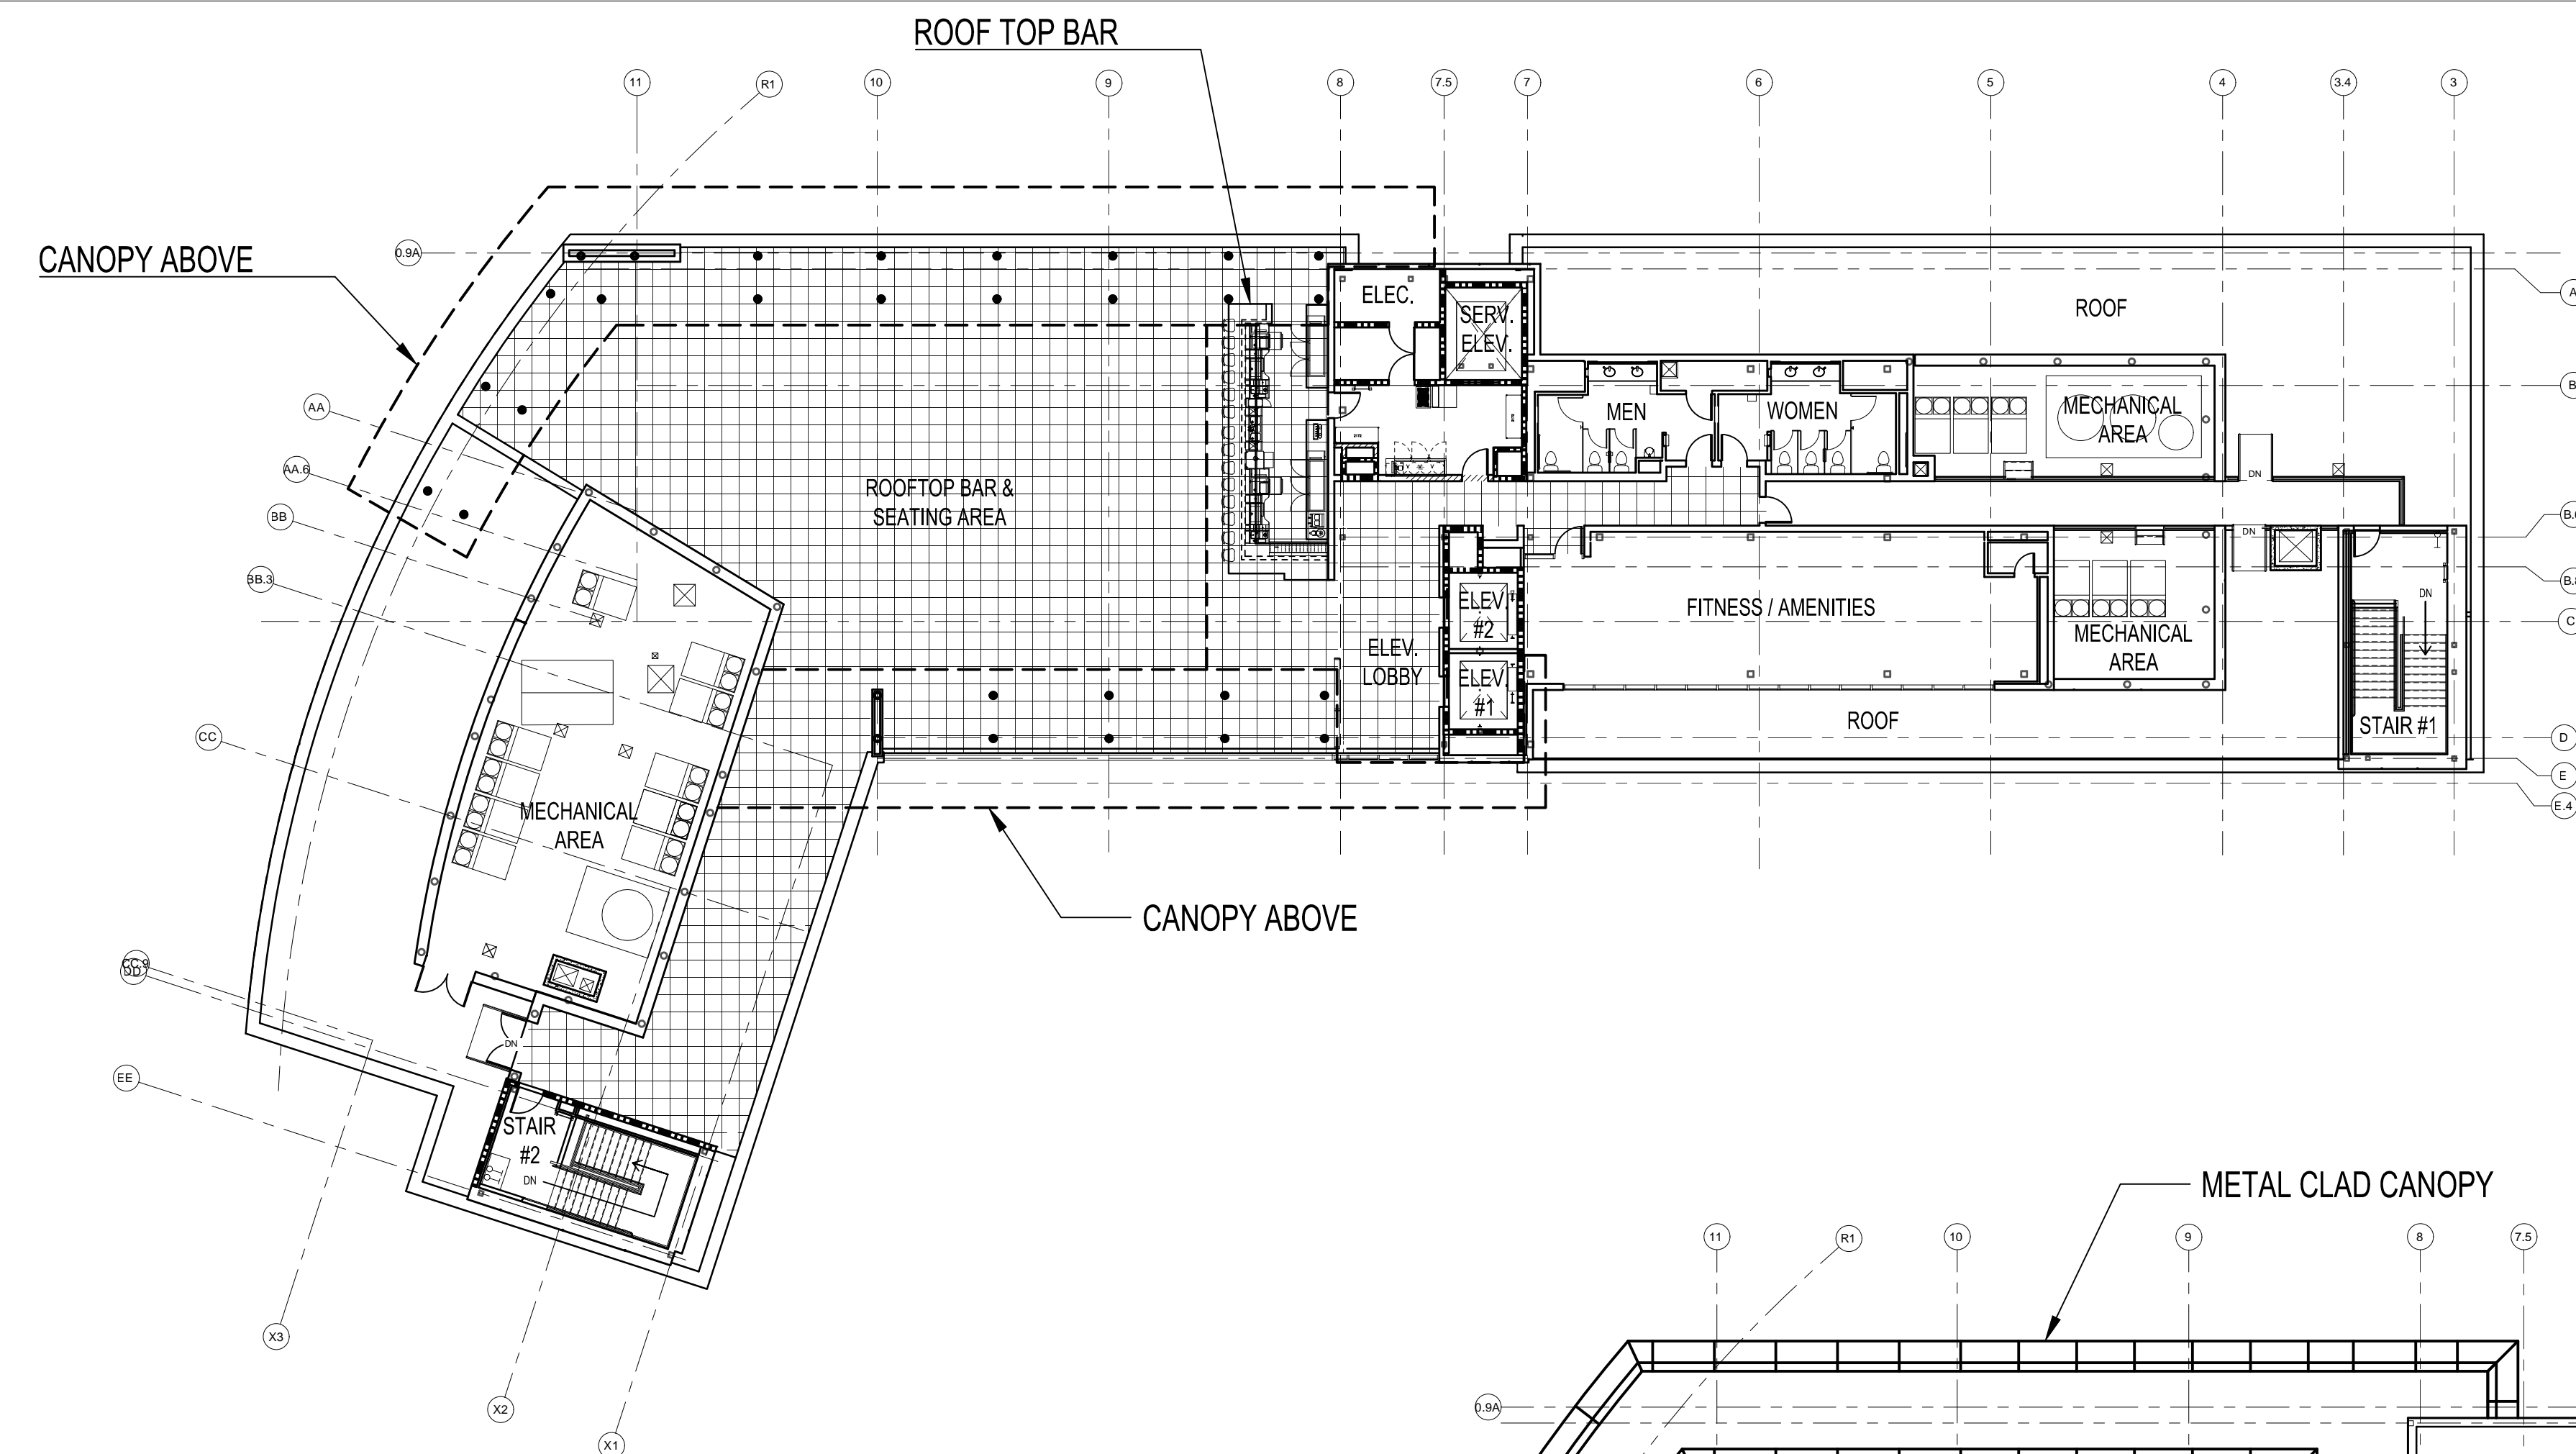 ROOF TOP BAR
11
R1
10
9
8
7.5
7
6
5
4
3.4
3
CANOPY ABOVE
0.9A
A
ELEC.
SERV.
ELEV.
ROOF
B
AA
MEN
WOMEN
MECHANICAL
AREA
AA.6
DN
BB
ROOFTOP BAR &
SEATING AREA
DN
BB.3
C
FITNESS / AMENITIES
ELEV.
#2
MECHANICAL
AREA
DN
ELEV.
LOBBY
ELEV.
#1
CC
ROOF
STAIR #1
D
E
E.4
MECHANICAL
AREA
CANOPY ABOVE
CC.9
DD
DN
EE
STAIR
#2
DN
METAL CLAD CANOPY
11
R1
10
9
8
7.5
X3
X2
X1
0.9A